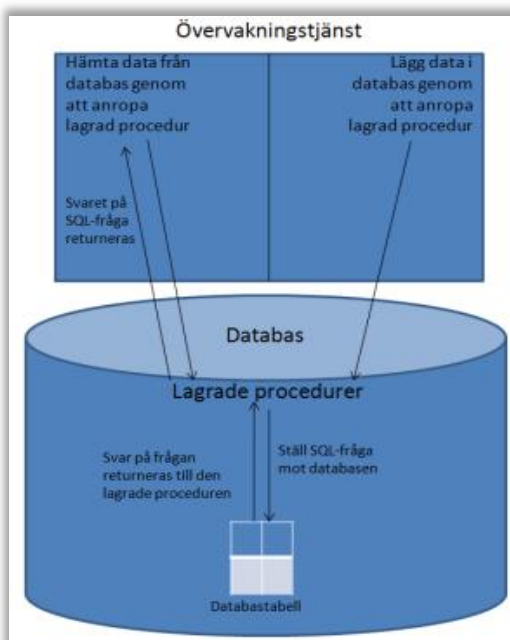 Övervakningstjänst
Hämta data från
databas genom
att anropa
lagrad procedur
Lägg data i
databas genom
att anropa
lagrad procedur
Svaret på
SQL-fråga
returneras
Databas
Lagrade procedurer
Svar på frågan
returneras till den
lagrade proceduren
Ställ SQL-fråga
mot databasen
Databastabell